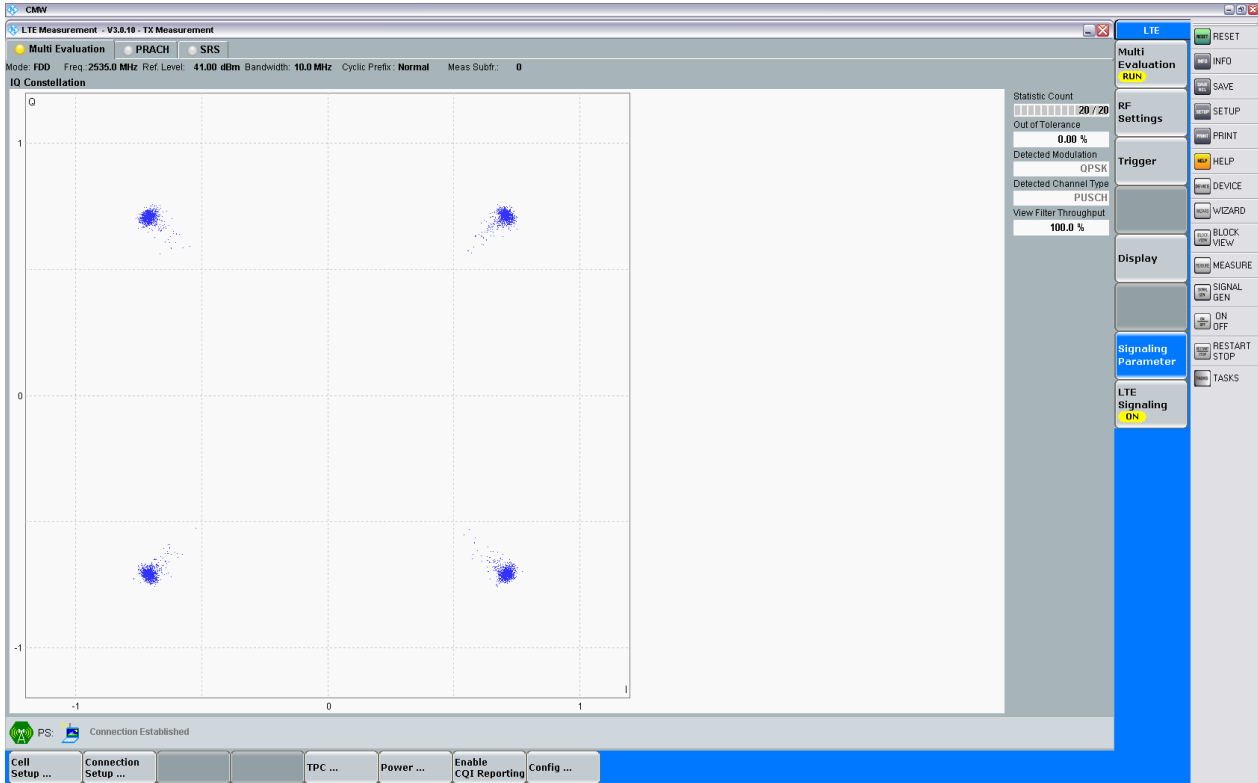 CMW
LTE Measurement - V3.0.10 - TX Measurement
Multi Evaluation PRACH SRS
Mode: FDD Freq.: 2535.0 MHz Ref. Level: 41.00 dBm Bandwidth: 10.0 MHz Cyclic Prefix: Normal Meas Subfr.: 0
IQ Constellation
Q
1
0
-1
-1 0 1
I
Statistic Count
20 / 20
Out of Tolerance
0.00 %
Detected Modulation
QPSK
Detected Channel Type
PUSCH
View Filter Throughput
100.0 %
LTE
Multi
Evaluation
RUN
RF
Settings
Trigger
Display
Signaling
Parameter
LTE
Signaling
ON
RESET
INFO
SAVE
SETUP
PRINT
HELP
DEVICE
WIZARD
BLOCK
VIEW
MEASURE
SIGNAL
GEN
ON
OFF
RESTART
STOP
TASKS
PS: Connection Established
Cell
Setup ...
Connection
Setup ...
TPC ...
Power ...
Enable
CQI Reporting
Config ...